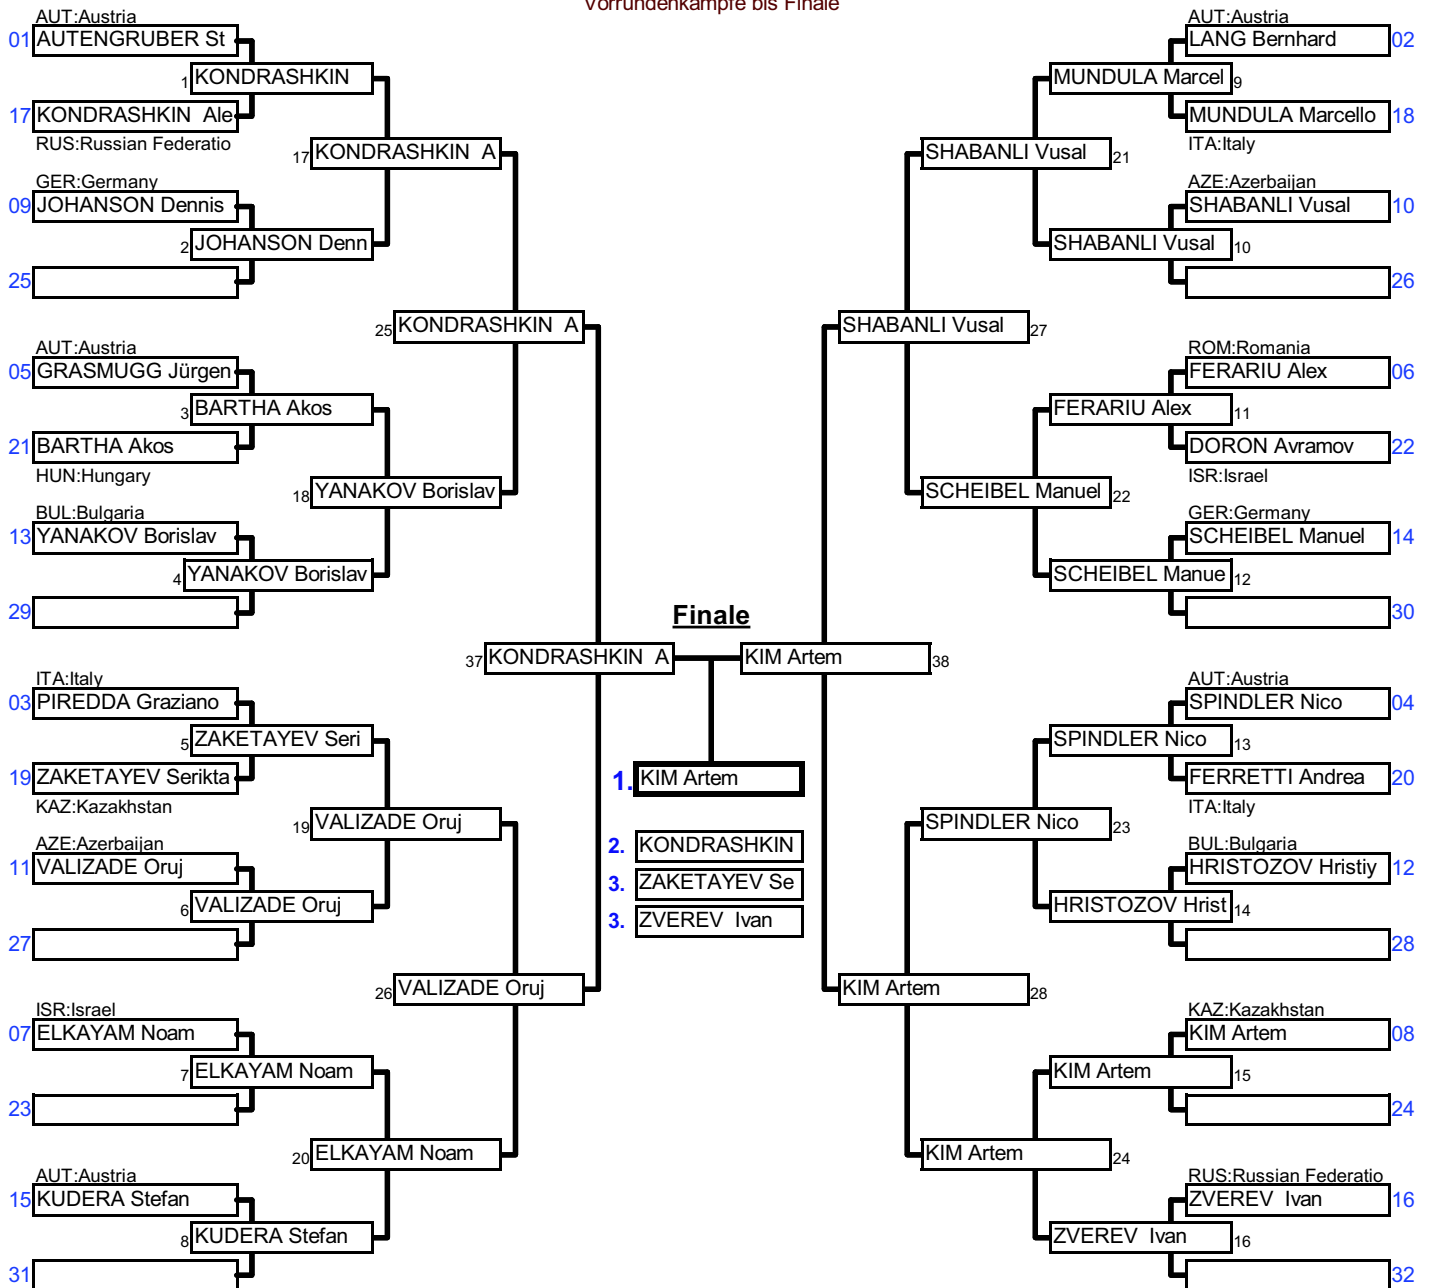 Vorrundenkämpfe bis Finale
AUT:Austria
01 AUTENGRUBER St
1 KONDRASHKIN
17 KONDRASHKIN Ale
RUS:Russian Federatio
17 KONDRASHKIN A
GER:Germany
09 JOHANSON Dennis
2 JOHANSON Denn
25
25 KONDRASHKIN A
AUT:Austria
05 GRASMUGG Jürgen
3 BARTHA Akos
21 BARTHA Akos
HUN:Hungary
18 YANAKOV Borislav
BUL:Bulgaria
13 YANAKOV Borislav
4 YANAKOV Borislav
29
37 KONDRASHKIN A
ITA:Italy
03 PIREDDA Graziano
5 ZAKETAYEV Seri
19 ZAKETAYEV Serikta
KAZ:Kazakhstan
19 VALIZADE Oruj
AZE:Azerbaijan
11 VALIZADE Oruj
6 VALIZADE Oruj
27
26 VALIZADE Oruj
ISR:Israel
07 ELKAYAM Noam
7 ELKAYAM Noam
23
20 ELKAYAM Noam
AUT:Austria
15 KUDERA Stefan
8 KUDERA Stefan
31
Finale
1. KIM Artem
2. KONDRASHKIN
3. ZAKETAYEV Se
3. ZVEREV Ivan
AUT:Austria
LANG Bernhard 02
MUNDULA Marcel 9
MUNDULA Marcello 18
ITA:Italy
SHABANLI Vusal 21
AZE:Azerbaijan
SHABANLI Vusal 10
SHABANLI Vusal 10
26
SHABANLI Vusal 27
ROM:Romania
FERARIU Alex 06
FERARIU Alex 11
DORON Avramov 22
ISR:Israel
SCHEIBEL Manuel 22
GER:Germany
SCHEIBEL Manuel 14
SCHEIBEL Manue 12
30
KIM Artem 38
AUT:Austria
SPINDLER Nico 04
SPINDLER Nico 13
FERRETTI Andrea 20
ITA:Italy
SPINDLER Nico 23
BUL:Bulgaria
HRISTOZOV Hristiy 12
HRISTOZOV Hrist 14
28
KIM Artem 28
KAZ:Kazakhstan
KIM Artem 08
KIM Artem 15
24
KIM Artem 24
RUS:Russian Federatio
ZVEREV Ivan 16
ZVEREV Ivan 16
32